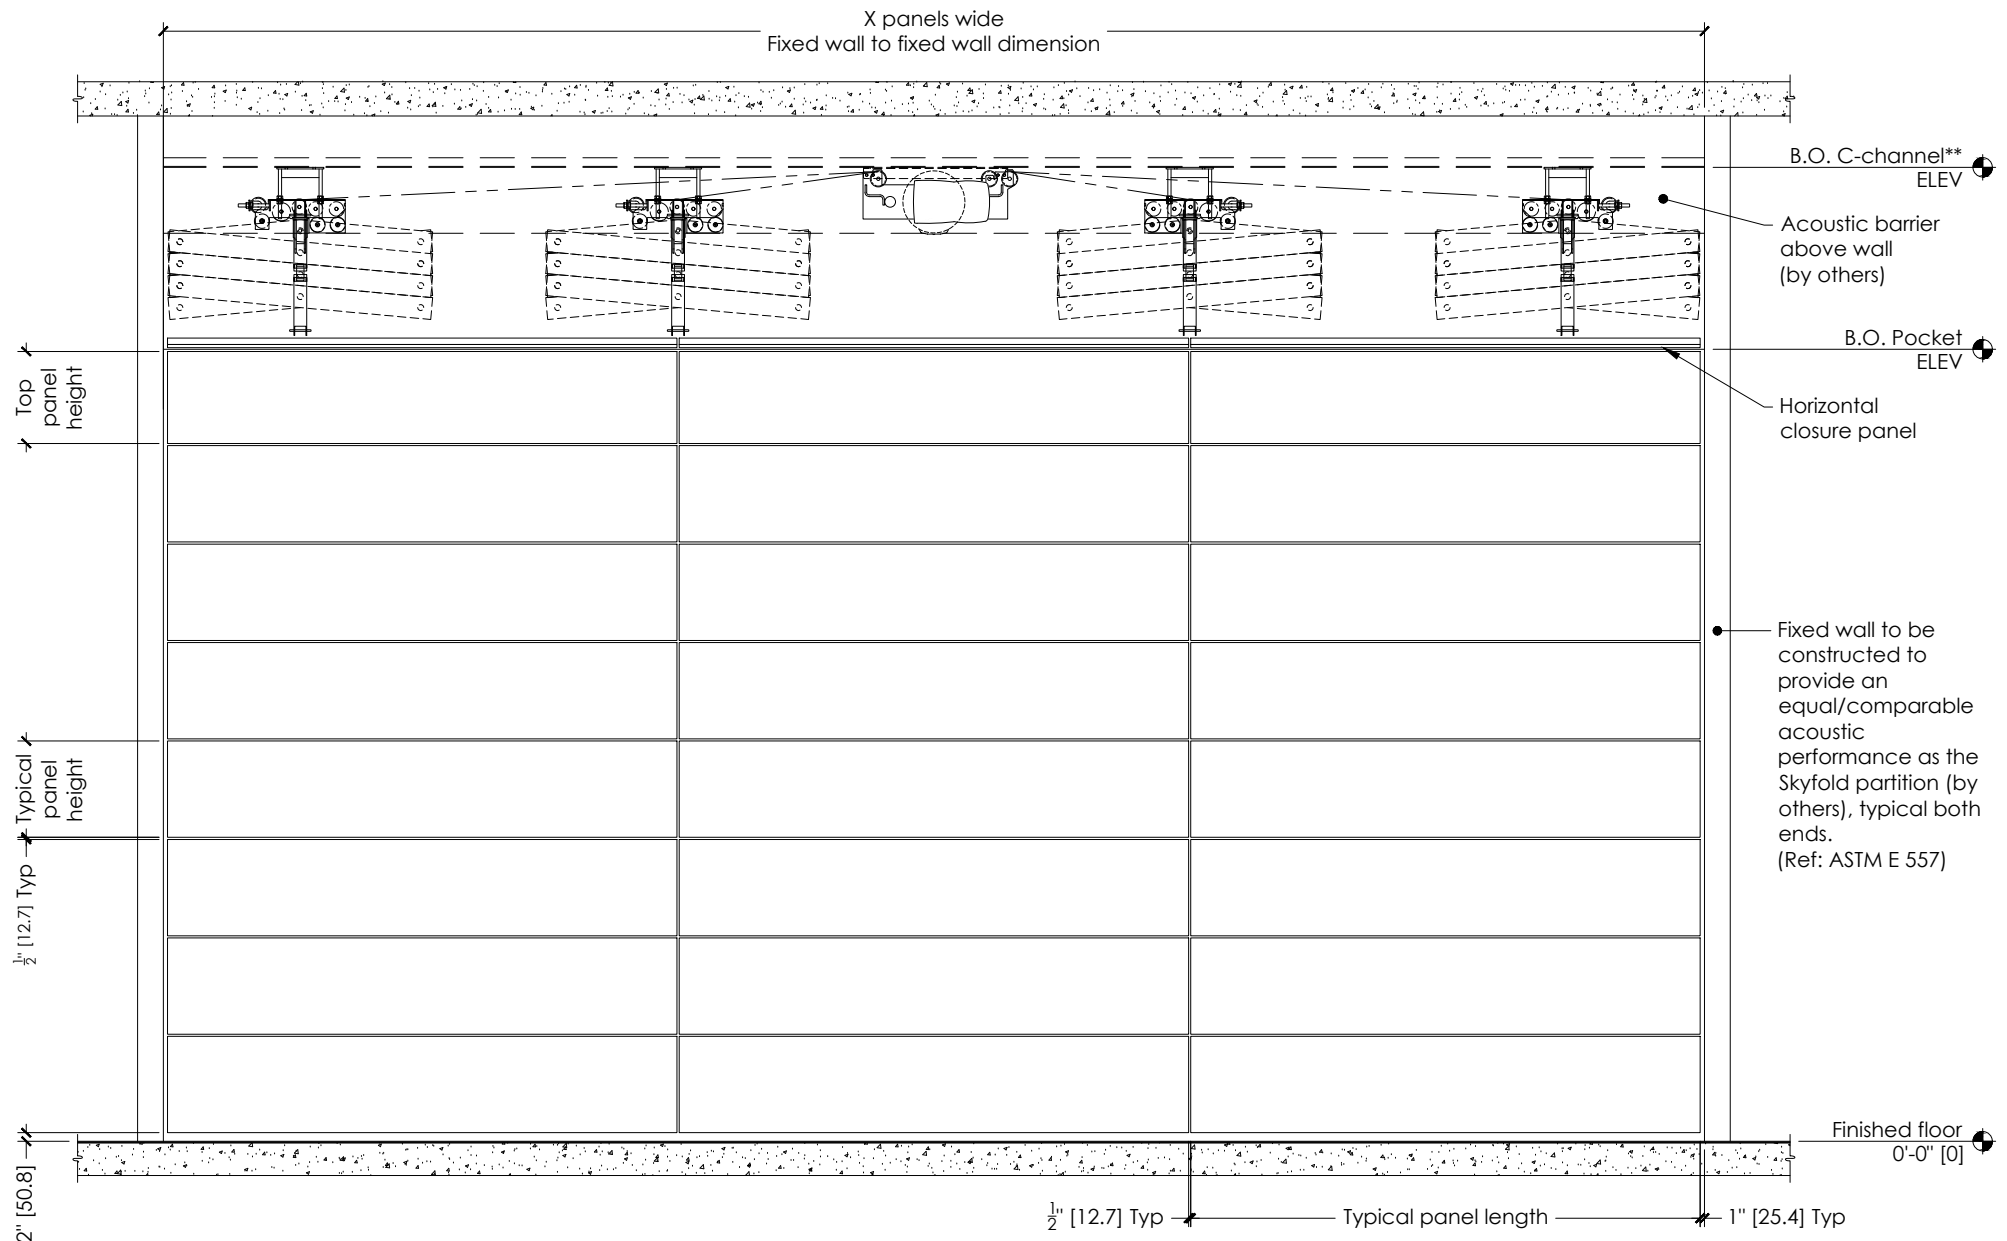 X panels wide
Fixed wall to fixed wall dimension
B.O. C-channel**
ELEV
Acoustic barrier
above wall
(by others)
B.O. Pocket
ELEV
Top
panel
height
Horizontal
closure panel
Fixed wall to be
constructed to
provide an
equal/comparable
acoustic
performance as the
Skyfold partition (by
others), typical both
ends.
(Ref: ASTM E 557)
Typical
panel
height
1/2" [12.7] Typ
Finished floor
0'-0" [0]
2" [50.8]
1/2" [12.7] Typ
Typical panel length
1" [25.4] Typ